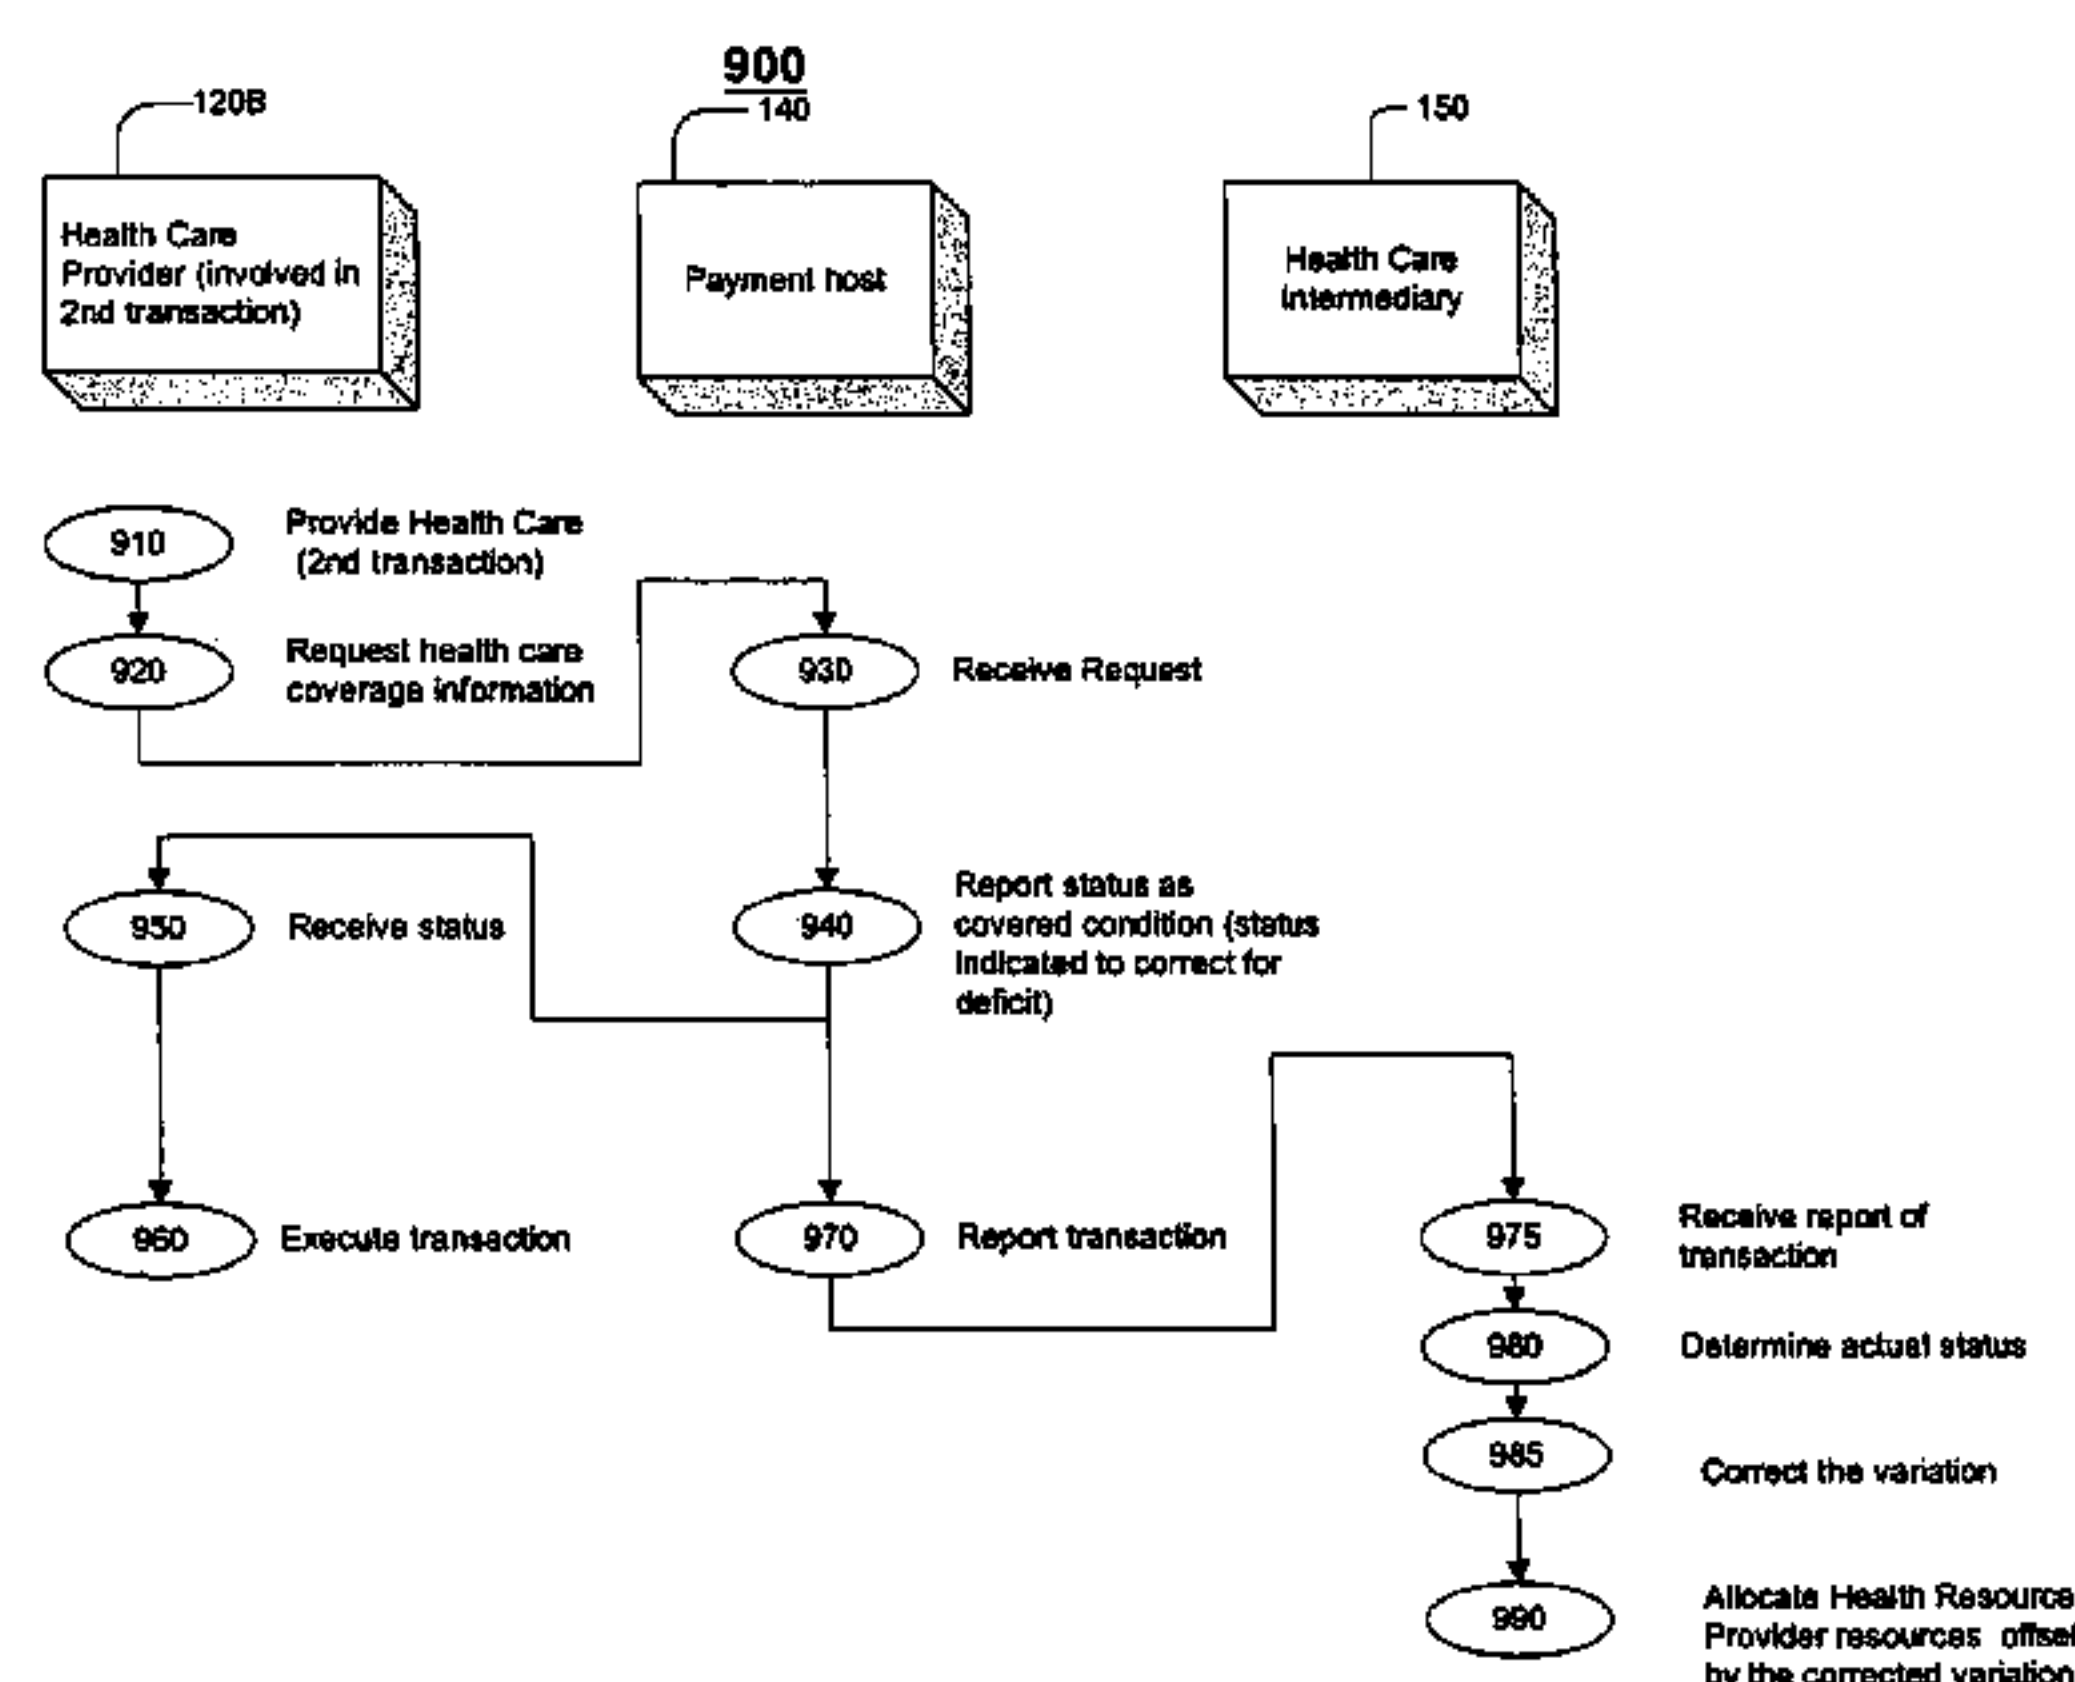 900
120B
140
150
Health Care
Provider (involved in
2nd transaction)
Payment host
Health Care
Intermediary
910
Provide Health Care
(2nd transaction)
920
Request health care
coverage information
930
Receive Request
950
Receive status
940
Report status as
covered condition (status
indicated to correct for
deficit)
960
Execute transaction
970
Report transaction
975
Receive report of
transaction
980
Determine actual status
985
Correct the variation
990
Allocate Health Resource
Provider resources offset
by the corrected variation